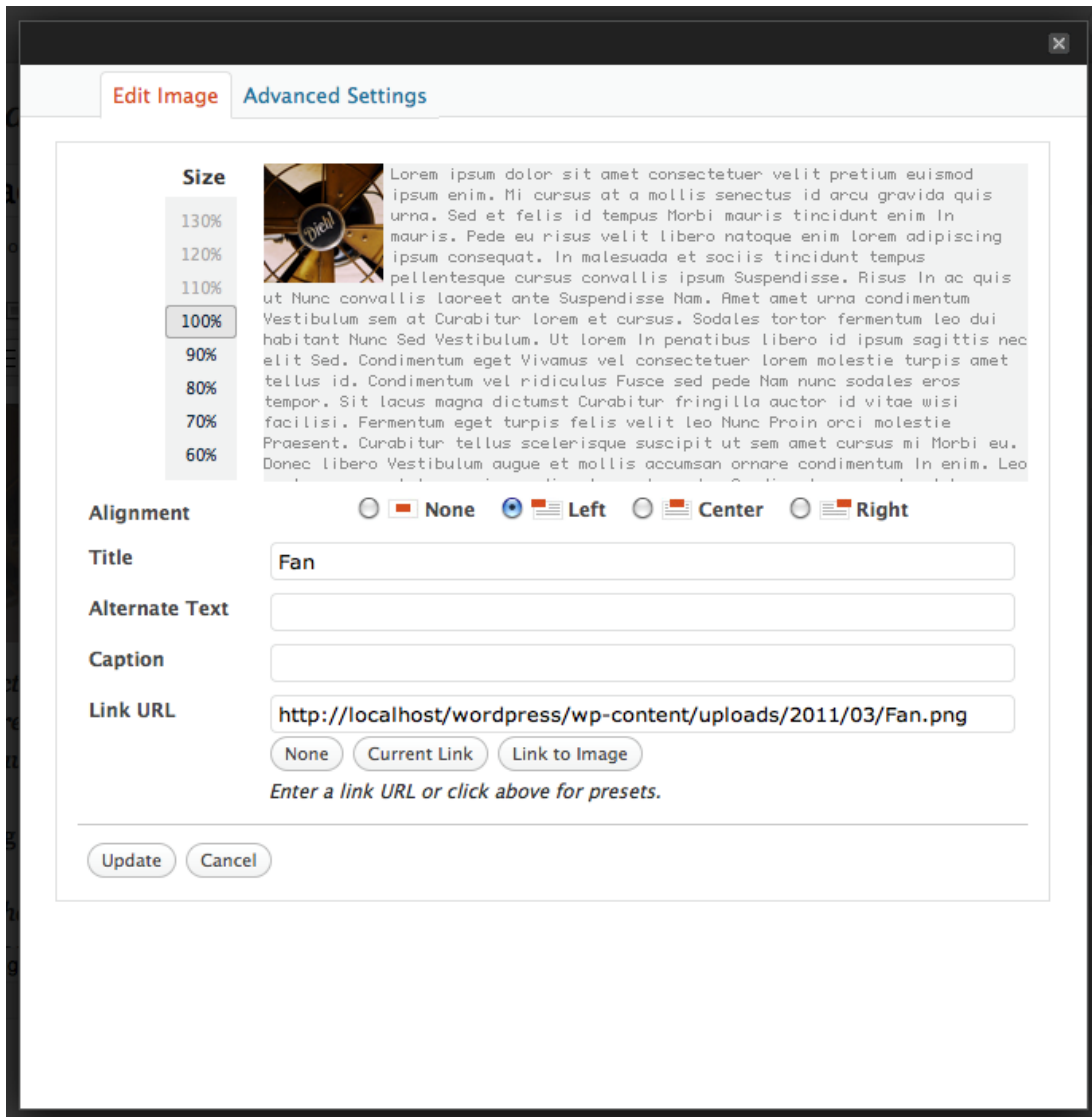 Edit Image Advanced Settings
Size
130%
120%
110%
100%
90%
80%
70%
60%
Diehl
Lorem ipsum dolor sit amet consectetuer velit pretium euismod
ipsum enim. Mi cursus at a mollis senectus id arcu gravida quis
urna. Sed et felis id tempus Morbi mauris tincidunt enim In
mauris. Pede eu risus velit libero natoque enim lorem adipiscing
ipsum consequat. In malesuada et sociis tincidunt tempus
pellentesque cursus convallis ipsum Suspendisse. Risus In ac quis
ut Nunc convallis laoreet ante Suspendisse Nam. Amet amet urna condimentum
Vestibulum sem at Curabitur lorem et cursus. Sodales tortor fermentum leo dui
habitant Nunc Sed Vestibulum. Ut lorem In penatibus libero id ipsum sagittis nec
elit Sed. Condimentum eget Vivamus vel consectetuer lorem molestie turpis amet
tellus id. Condimentum vel ridiculus Fusce sed pede Nam nunc sodales eros
tempor. Sit lacus magna dictumst Curabitur fringilla auctor id vitae wisi
facilisi. Fermentum eget turpis felis velit leo Nunc Proin orci molestie
Praesent. Curabitur tellus scelerisque suscipit ut sem amet cursus mi Morbi eu.
Donec libero Vestibulum augue et mollis accumsan ornare condimentum In enim. Leo
Alignment None Left Center Right
Title Fan
Alternate Text
Caption
Link URL http://localhost/wordpress/wp-content/uploads/2011/03/Fan.png
None Current Link Link to Image
Enter a link URL or click above for presets.
Update Cancel